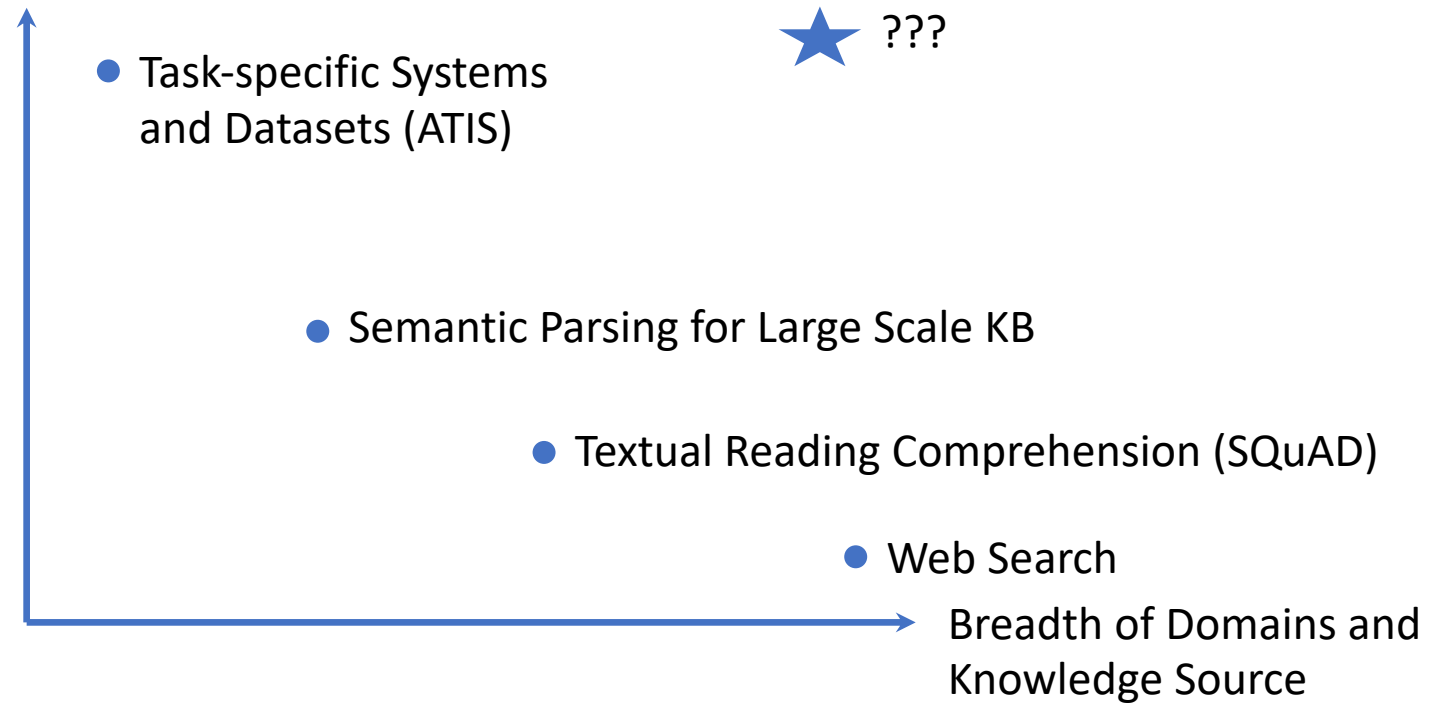 ???
Task-specific Systems
and Datasets (ATIS)
Semantic Parsing for Large Scale KB
Textual Reading Comprehension (SQuAD)
Web Search
Breadth of Domains and
Knowledge Source